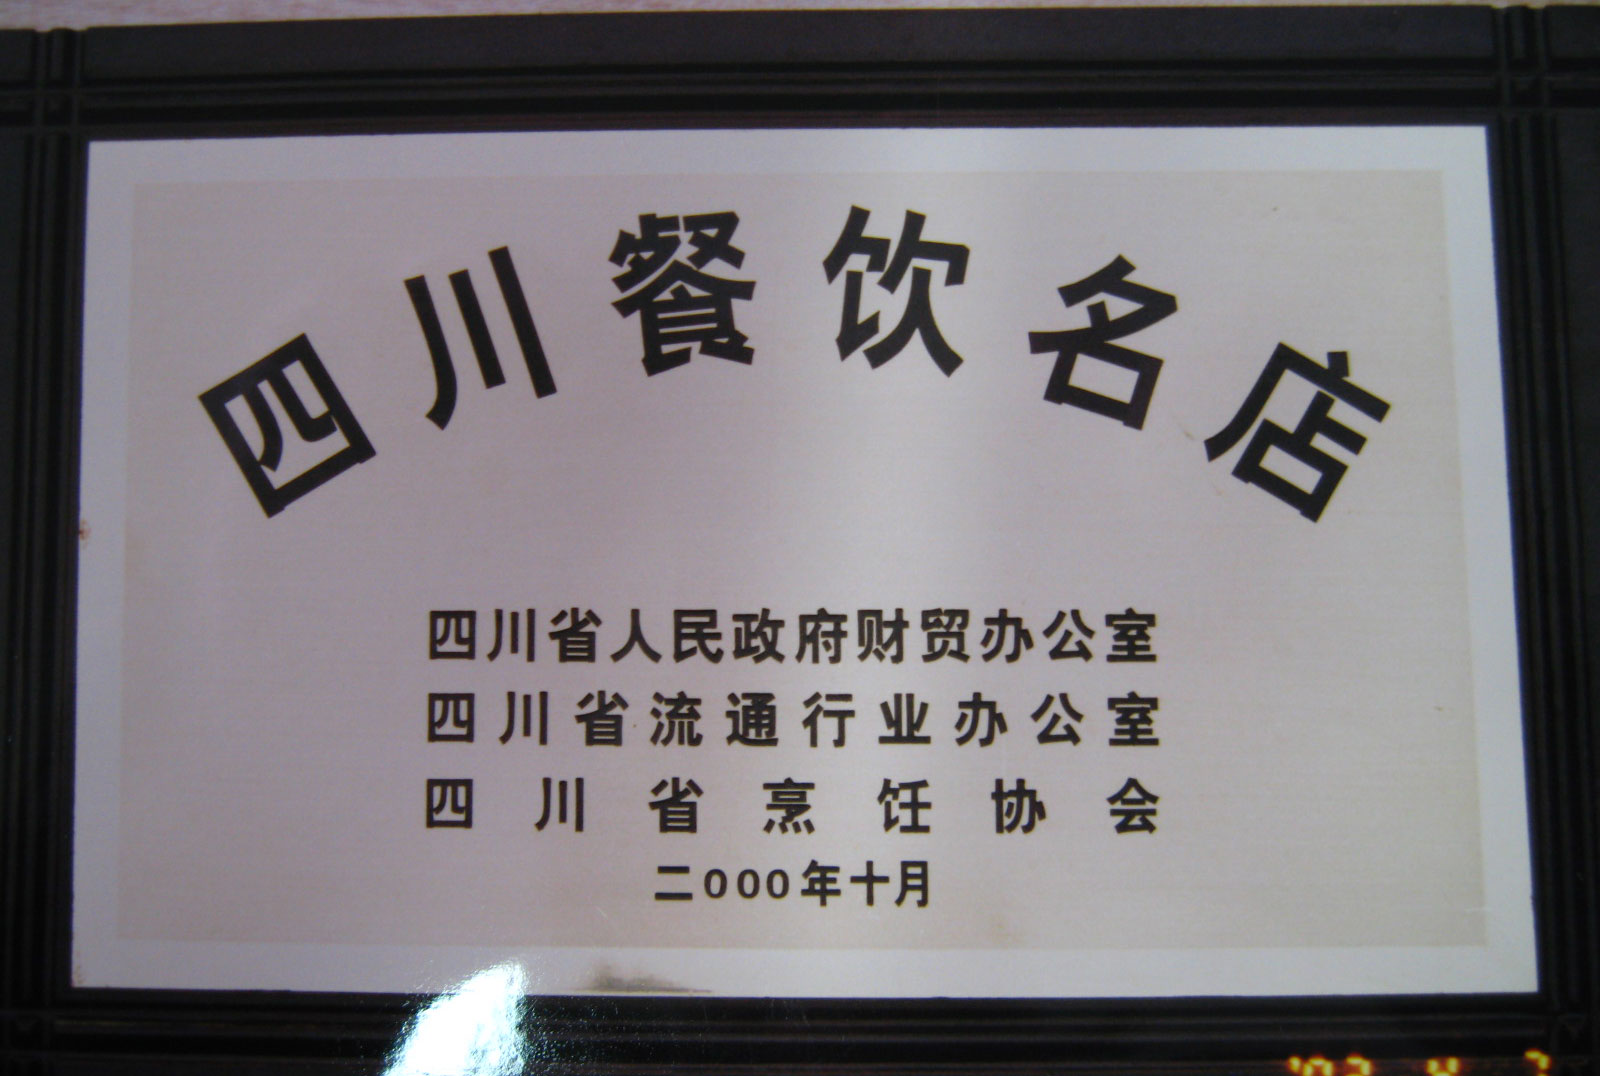 四川餐饮名店
四川省人民政府财贸办公室
四川省流通行业办公室
四川省烹饪协会
二000年十月